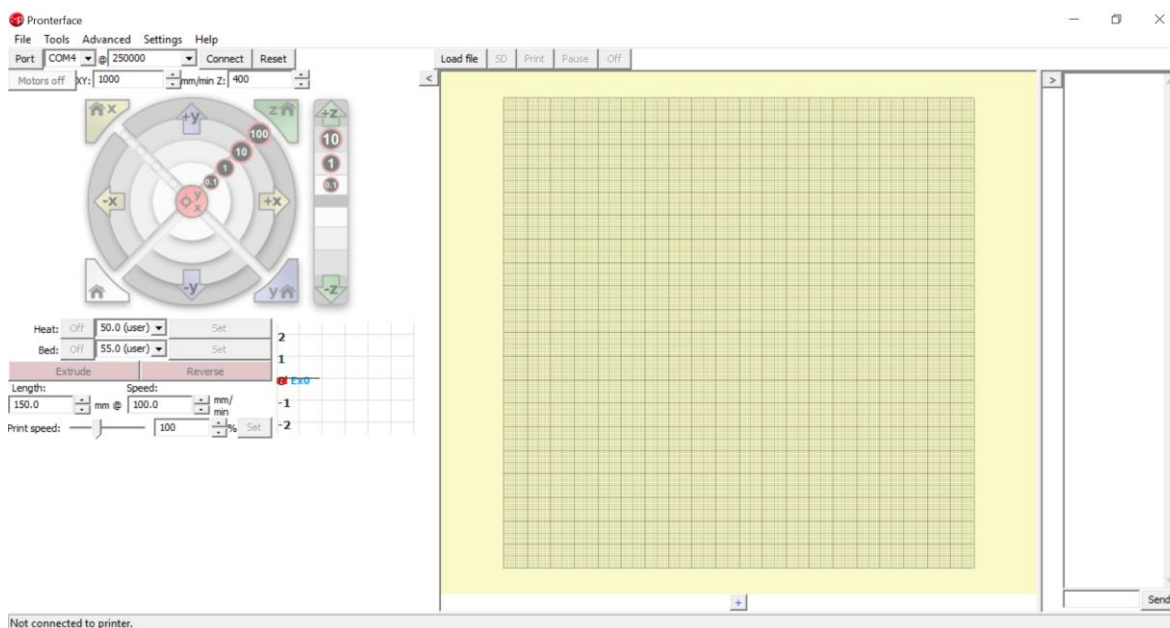 Pronterface
File Tools Advanced Settings Help
Port COM4 @ 250000 Connect Reset Load file SD Print Pause Off
Motors off XY: 1000 mm/min Z: 400 < >
x +y z +z
100 10
10 1
1 0.1
0.1
-x y x +x
-y y -z
Heat: Off 50.0 (user) Set
Bed: Off 55.0 (user) Set
2
1
Ex0
-1
-2
Extrude Reverse
Length: Speed:
150.0 mm @ 100.0 mm/min
Print speed: 100 % Set
+
Send
Not connected to printer.